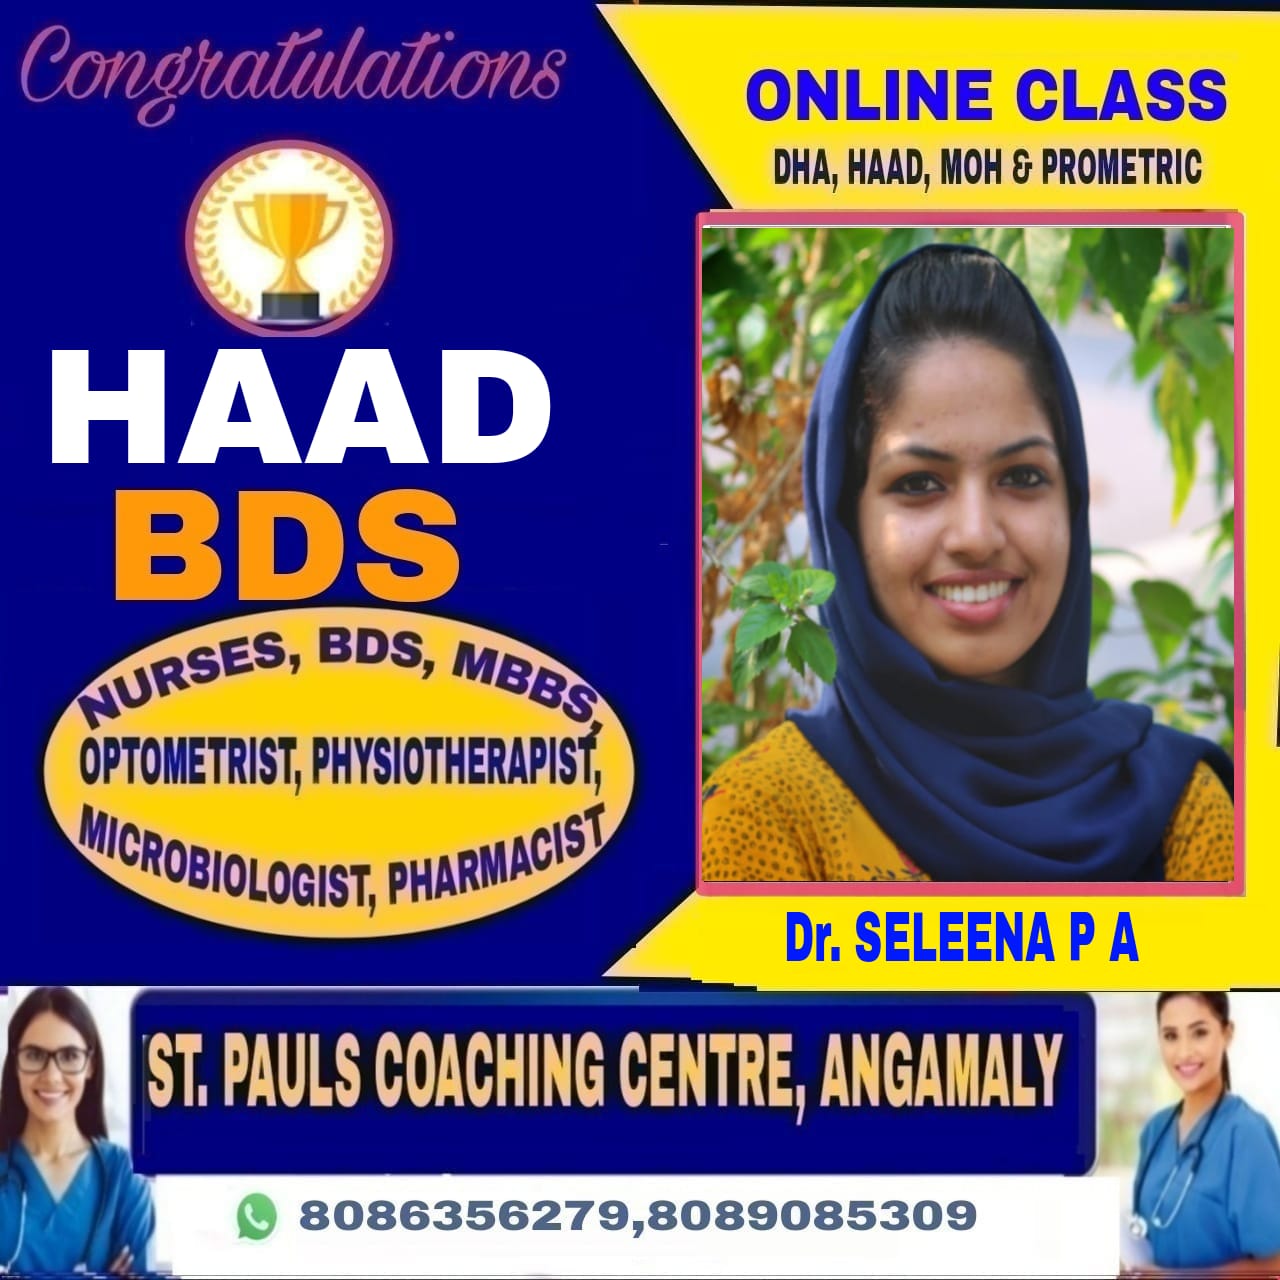 Congratulations
HAAD
BDS
NURSES, BDS, MBBS,
OPTOMETRIST, PHYSIOTHERAPIST,
MICROBIOLOGIST, PHARMACIST
ONLINE CLASS
DHA, HAAD, MOH & PROMETRIC
Dr. SELEENA P A
ST. PAULS COACHING CENTRE, ANGAMALY
8086356279,8089085309